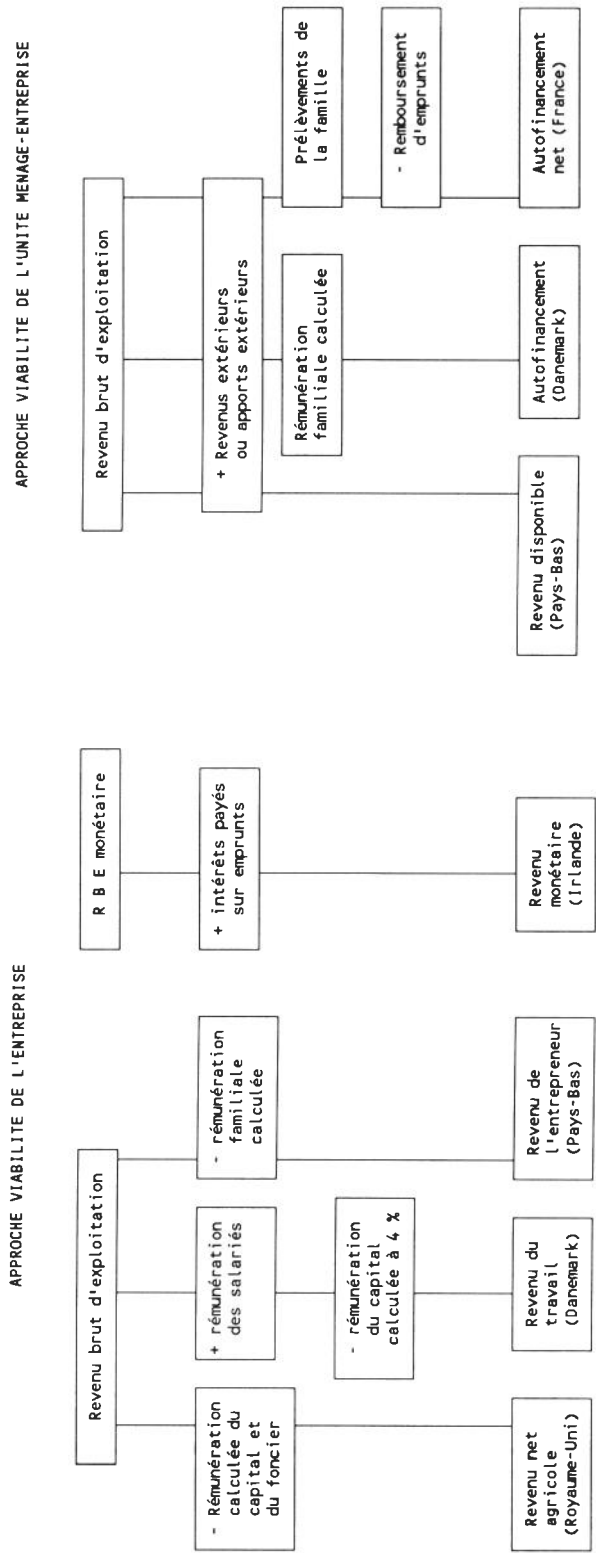 APPROCHE VIABILITE DE L'ENTREPRISE
Revenu brut d'exploitation
- Rémunération
calculée du
capital et
du foncier
+ rémunération
des salariés
- rémunération
familiale
calculée
- rémunération
du capital
calculée à 4 %
Revenu net
agricole
(Royaume-Uni)
Revenu du
travail
(Danemark)
Revenu de
l'entrepreneur
(Pays-Bas)
R B E monétaire
+ intérêts payés
sur emprunts
Revenu
monétaire
(Irlande)
APPROCHE VIABILITE DE L'UNITE MENAGE-ENTREPRISE
Revenu brut d'exploitation
+ Revenus extérieurs
ou apports extérieurs
Rémunération
familiale calculée
Prélèvements de
la famille
- Remboursement
d'emprunts
Revenu disponible
(Pays-Bas)
Autofinancement
(Danemark)
Autofinancement
net (France)